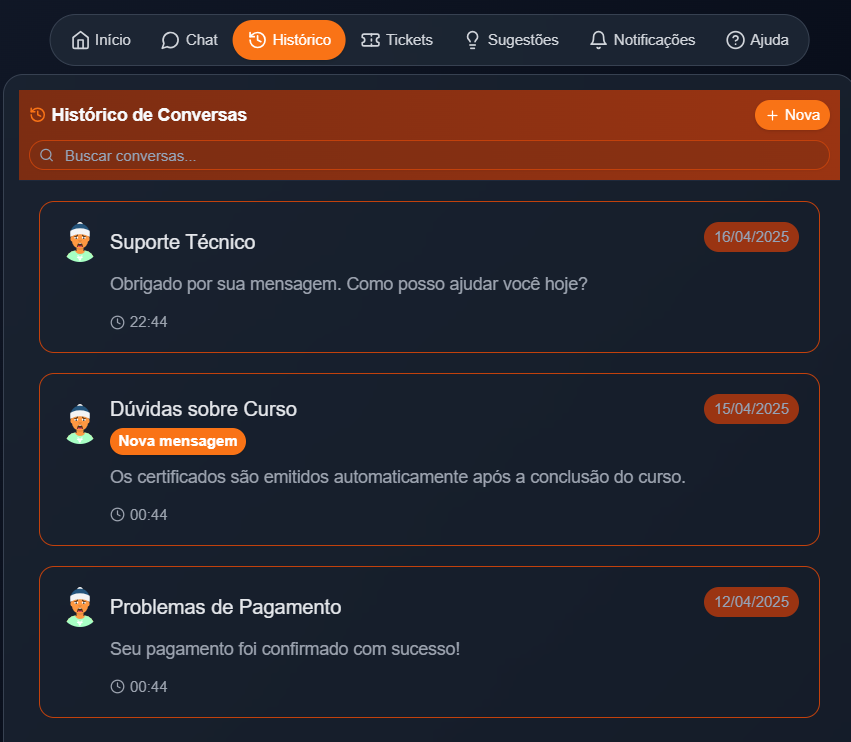 Início Chat Histórico Tickets Sugestões Notificações Ajuda
Histórico de Conversas + Nova
Buscar conversas...
Suporte Técnico 16/04/2025
Obrigado por sua mensagem. Como posso ajudar você hoje?
22:44
Dúvidas sobre Curso 15/04/2025
Nova mensagem
Os certificados são emitidos automaticamente após a conclusão do curso.
00:44
Problemas de Pagamento 12/04/2025
Seu pagamento foi confirmado com sucesso!
00:44